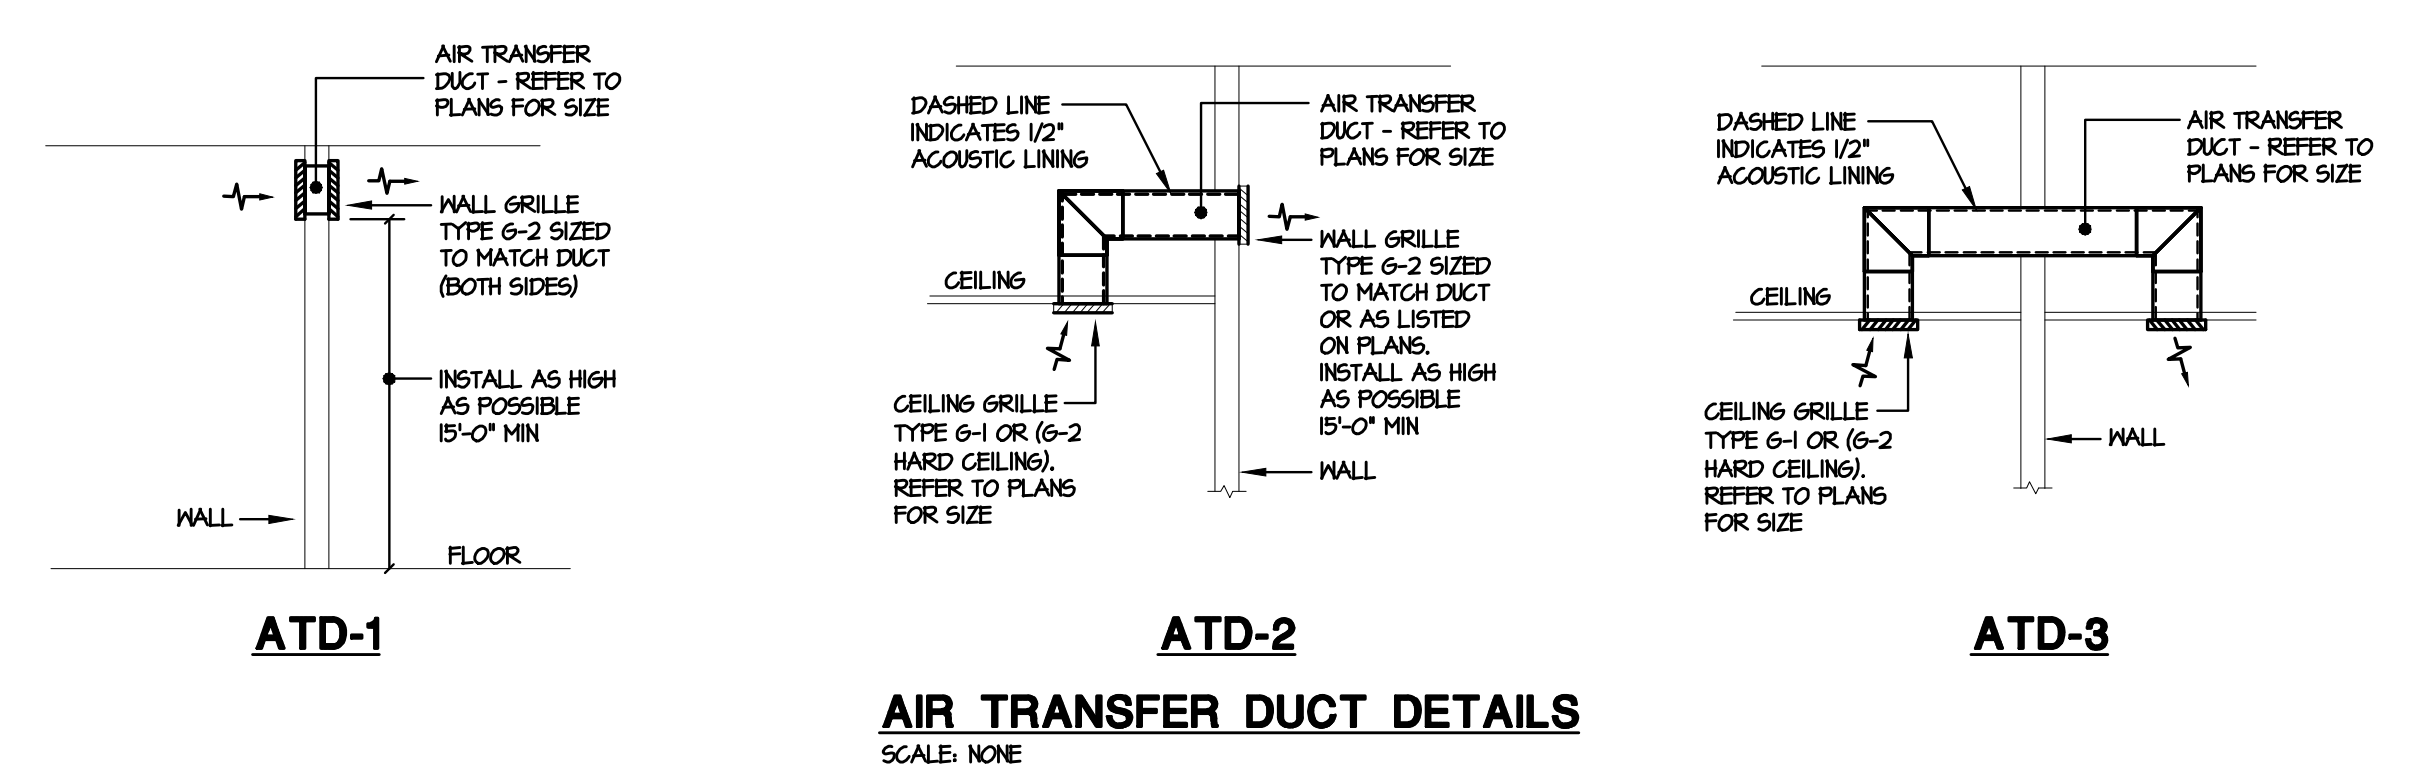 AIR TRANSFER
DUCT - REFER TO
PLANS FOR SIZE
WALL GRILLE
TYPE G-2 SIZED
TO MATCH DUCT
(BOTH SIDES)
INSTALL AS HIGH
AS POSSIBLE
15'-0" MIN
WALL
FLOOR
ATD-1
DASHED LINE
INDICATES 1/2"
ACOUSTIC LINING
AIR TRANSFER
DUCT - REFER TO
PLANS FOR SIZE
WALL GRILLE
TYPE G-2 SIZED
TO MATCH DUCT
OR AS LISTED
ON PLANS.
INSTALL AS HIGH
AS POSSIBLE
15'-0" MIN
CEILING
CEILING GRILLE
TYPE G-1 OR (G-2
HARD CEILING).
REFER TO PLANS
FOR SIZE
WALL
ATD-2
DASHED LINE
INDICATES 1/2"
ACOUSTIC LINING
AIR TRANSFER
DUCT - REFER TO
PLANS FOR SIZE
CEILING
CEILING GRILLE
TYPE G-1 OR (G-2
HARD CEILING).
REFER TO PLANS
FOR SIZE
WALL
ATD-3
AIR TRANSFER DUCT DETAILS
SCALE: NONE